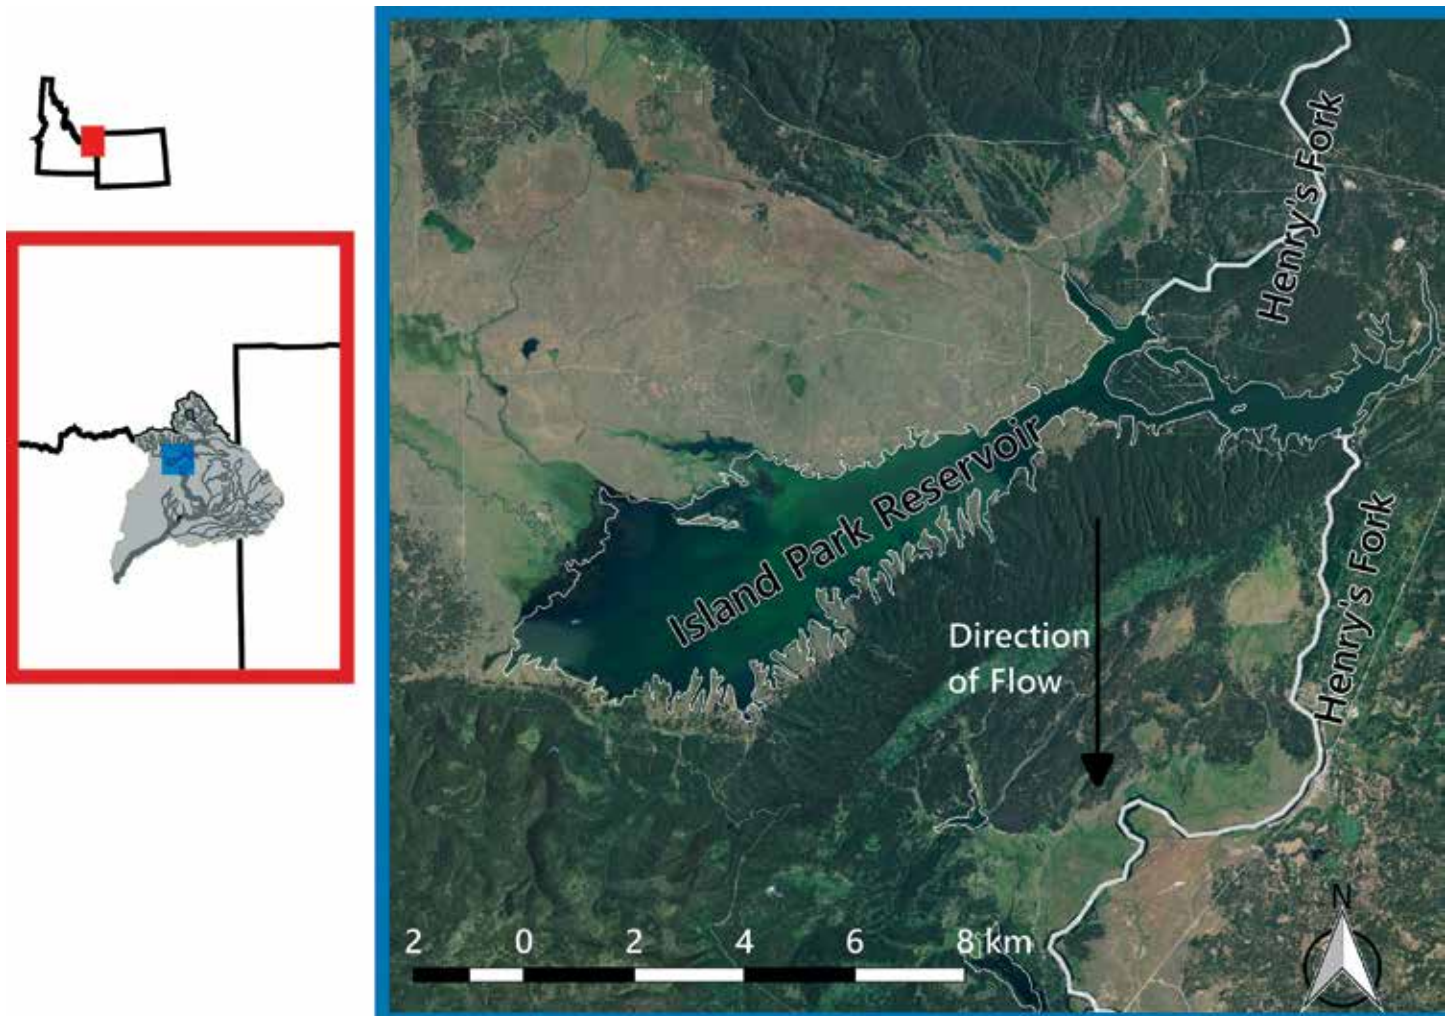 Henry's Fork
Island Park Reservoir
Henry's Fork
Direction
of Flow
2 0 2 4 6 8 km
N